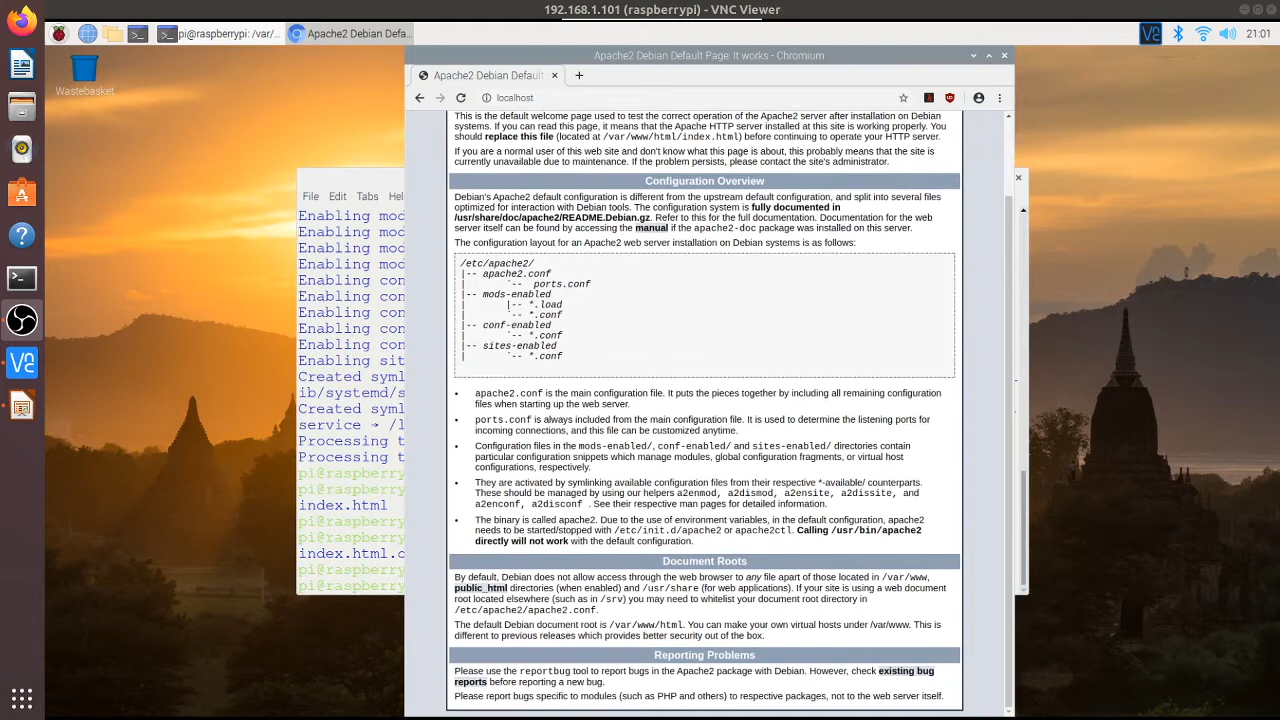 192.168.1.101 (raspberrypi) - VNC Viewer
pi@raspberrypi: /var/...
Apache2 Debian Defa...
21:01
Wastebasket
Apache2 Debian Default Page: It works - Chromium
Apache2 Debian Default
localhost
This is the default welcome page used to test the correct operation of the Apache2 server after installation on Debian
systems. If you can read this page, it means that the Apache HTTP server installed at this site is working properly. You
should replace this file (located at /var/www/html/index.html) before continuing to operate your HTTP server.
If you are a normal user of this web site and don't know what this page is about, this probably means that the site is
currently unavailable due to maintenance. If the problem persists, please contact the site's administrator.
Configuration Overview
Debian's Apache2 default configuration is different from the upstream default configuration, and split into several files
optimized for interaction with Debian tools. The configuration system is fully documented in
/usr/share/doc/apache2/README.Debian.gz. Refer to this for the full documentation. Documentation for the web
server itself can be found by accessing the manual if the apache2-doc package was installed on this server.
The configuration layout for an Apache2 web server installation on Debian systems is as follows:
/etc/apache2/
|-- apache2.conf
|       `--  ports.conf
|-- mods-enabled
|       |-- *.load
|       `-- *.conf
|-- conf-enabled
|       `-- *.conf
|-- sites-enabled
|       `-- *.conf
• apache2.conf is the main configuration file. It puts the pieces together by including all remaining configuration
files when starting up the web server.
• ports.conf is always included from the main configuration file. It is used to determine the listening ports for
incoming connections, and this file can be customized anytime.
• Configuration files in the mods-enabled/, conf-enabled/ and sites-enabled/ directories contain
particular configuration snippets which manage modules, global configuration fragments, or virtual host
configurations, respectively.
• They are activated by symlinking available configuration files from their respective *-available/ counterparts.
These should be managed by using our helpers a2enmod, a2dismod, a2ensite, a2dissite, and
a2enconf, a2disconf . See their respective man pages for detailed information.
• The binary is called apache2. Due to the use of environment variables, in the default configuration, apache2
needs to be started/stopped with /etc/init.d/apache2 or apache2ctl. Calling /usr/bin/apache2
directly will not work with the default configuration.
Document Roots
By default, Debian does not allow access through the web browser to any file apart of those located in /var/www,
public_html directories (when enabled) and /usr/share (for web applications). If your site is using a web document
root located elsewhere (such as in /srv) you may need to whitelist your document root directory in
/etc/apache2/apache2.conf.
The default Debian document root is /var/www/html. You can make your own virtual hosts under /var/www. This is
different to previous releases which provides better security out of the box.
Reporting Problems
Please use the reportbug tool to report bugs in the Apache2 package with Debian. However, check existing bug
reports before reporting a new bug.
Please report bugs specific to modules (such as PHP and others) to respective packages, not to the web server itself.
File Edit Tabs Hel
Enabling mod
Enabling mod
Enabling mod
Enabling mod
Enabling con
Enabling con
Enabling con
Enabling con
Enabling con
Enabling sit
Created syml
ib/systemd/s
Created syml
service → /l
Processing t
Processing t
pi@raspberry
pi@raspberry
index.html
pi@raspberry
pi@raspberry
index.html.o
pi@raspberry
pi@raspberry